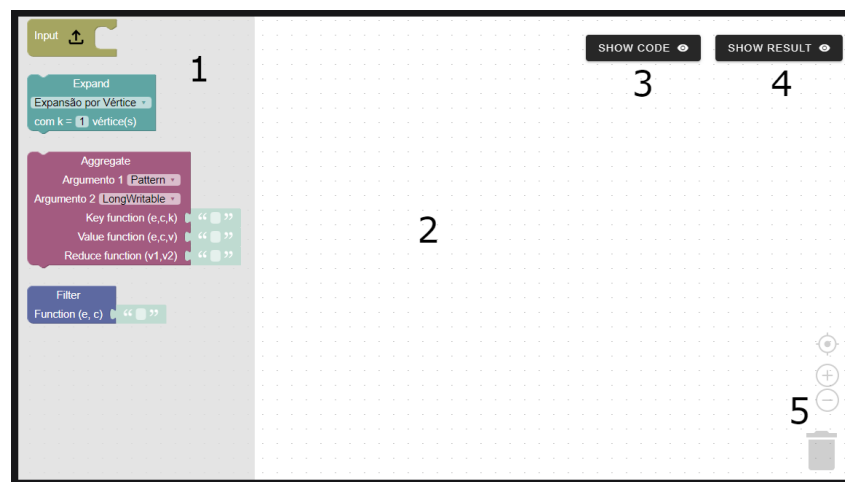 Input
1
SHOW CODE
SHOW RESULT
3
4
Expand
Expansão por Vértice
com k = 1 vértice(s)
Aggregate
Argumento 1 Pattern
Argumento 2 LongWritable
Key function (e,c,k) “ ”
Value function (e,c,v) “ ”
Reduce function (v1,v2) “ ”
2
Filter
Function (e, c) “ ”
5